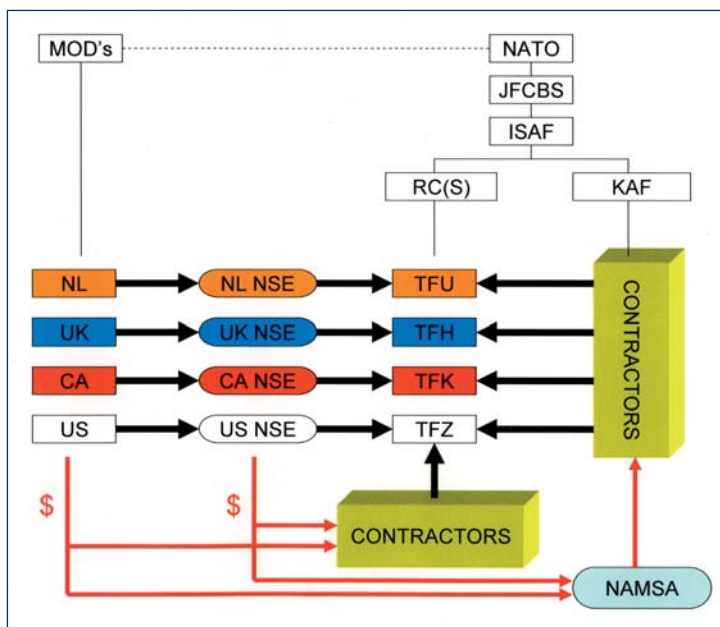 MOD's
NATO
JFCBS
ISAF
RC(S)
KAF
NL
NL NSE
TFU
UK
UK NSE
TFH
CA
CA NSE
TFK
US
US NSE
TFZ
CONTRACTORS
$
$
CONTRACTORS
NAMSA